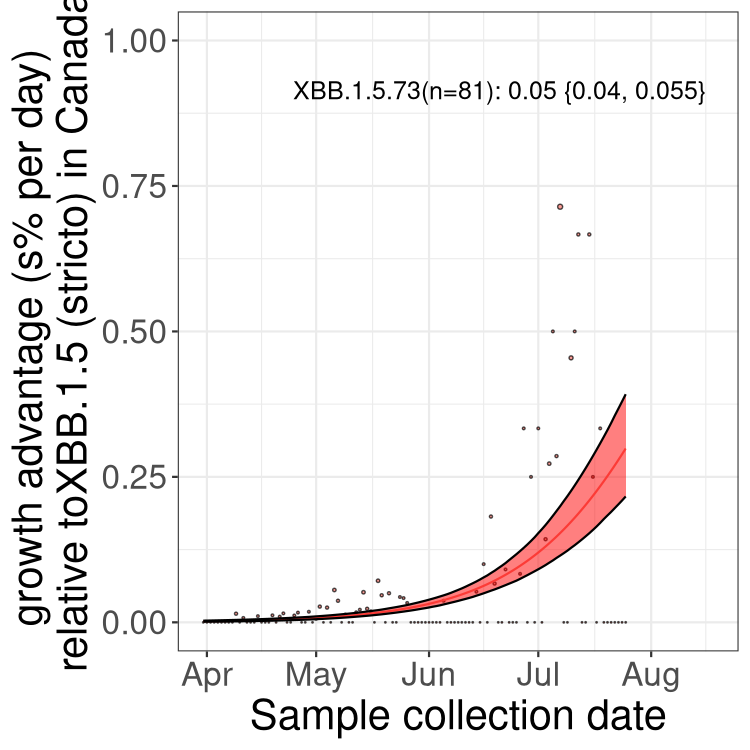 growth advantage (s% per day)
relative toXBB.1.5 (stricto) in Canada
1.00
0.75
0.50
0.25
0.00
XBB.1.5.73(n=81): 0.05 {0.04, 0.055}
Apr May Jun Jul Aug
Sample collection date